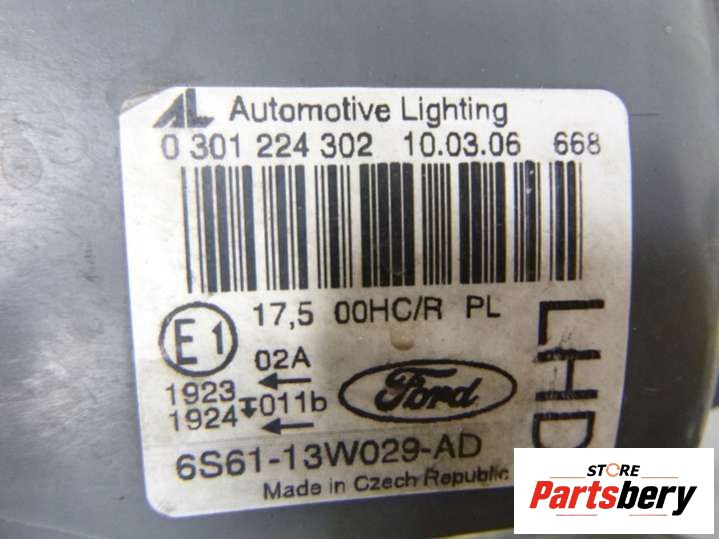 AL Automotive Lighting
0 301 224 302 10.03.06 668
17,5 00HC/R PL
E1
02A
1923
1924 011b
Ford
LHD
6S61-13W029-AD
Made in Czech Republic
STORE
Partsbery